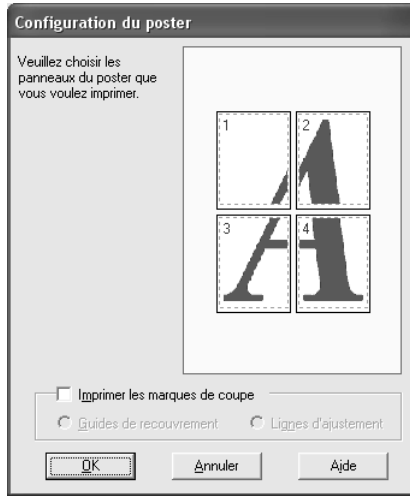 Configuration du poster
Veuillez choisir les
panneaux du poster que
vous voulez imprimer.
1
2
A
3
4
Imprimer les marques de coupe
Guides de recouvrement
Lignes d'ajustement
OK
Annuler
Aide